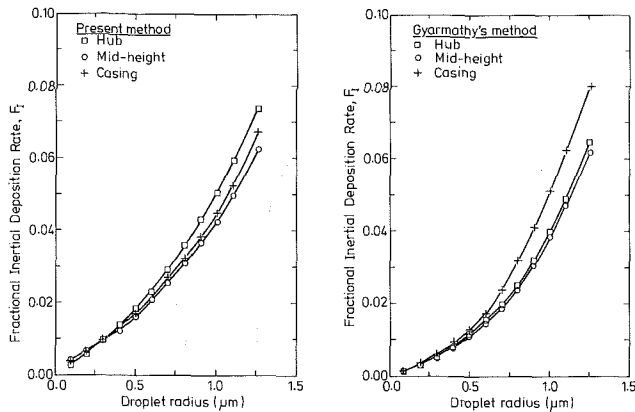 0.10
0.08
0.06
0.04
0.02
0.00
Fractional Inertial Deposition Rate, F_I
Present method
Hub
Mid-height
Casing
0.0 0.5 1.0 1.5
Droplet radius (μm)
0.10
0.08
0.06
0.04
0.02
0.00
Fractional Inertial Deposition Rate, F_I
Gyarmathy's method
Hub
Mid-height
Casing
0.0 0.5 1.0 1.5
Droplet radius (μm)